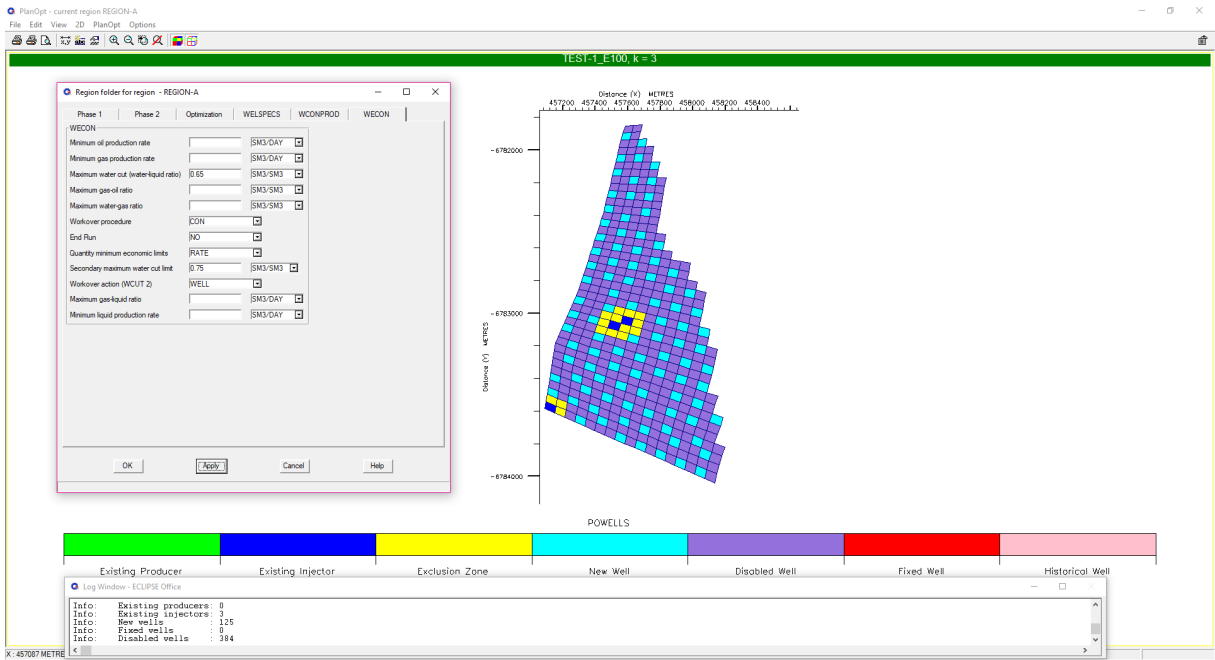 PlanOpt - current region REGION-A
File Edit View 2D PlanOpt Options
TEST-1_E100, k = 3
Region folder for region - REGION-A
Phase 1 Phase 2 Optimization WELSPECS WCONPROD WECON
WECON
Minimum oil production rate SM3/DAY
Minimum gas production rate SM3/DAY
Maximum water cut (water-liquid ratio) 0.65 SM3/SM3
Maximum gas-oil ratio SM3/SM3
Maximum water-gas ratio SM3/SM3
Workover procedure CON
End Run NO
Quantity minimum economic limits RATE
Secondary maximum water cut limit 0.75 SM3/SM3
Workover action (WCUT 2) WELL
Maximum gas-liquid ratio SM3/DAY
Minimum liquid production rate SM3/DAY
OK Apply Cancel Help
Distance (X) METRES
457200 457400 457600 457800 458000 458200 458400
-6782000
-6783000
-6784000
Distance (Y) METRES
POWELLS
Existing Producer Existing Injector Exclusion Zone New Well Disabled Well Fixed Well Historical Well
Log Window - ECLIPSE Office
Info: Existing producers: 0
Info: Existing injectors: 3
Info: New wells : 125
Info: Fixed wells : 0
Info: Disabled wells : 384
X : 457087 METRE